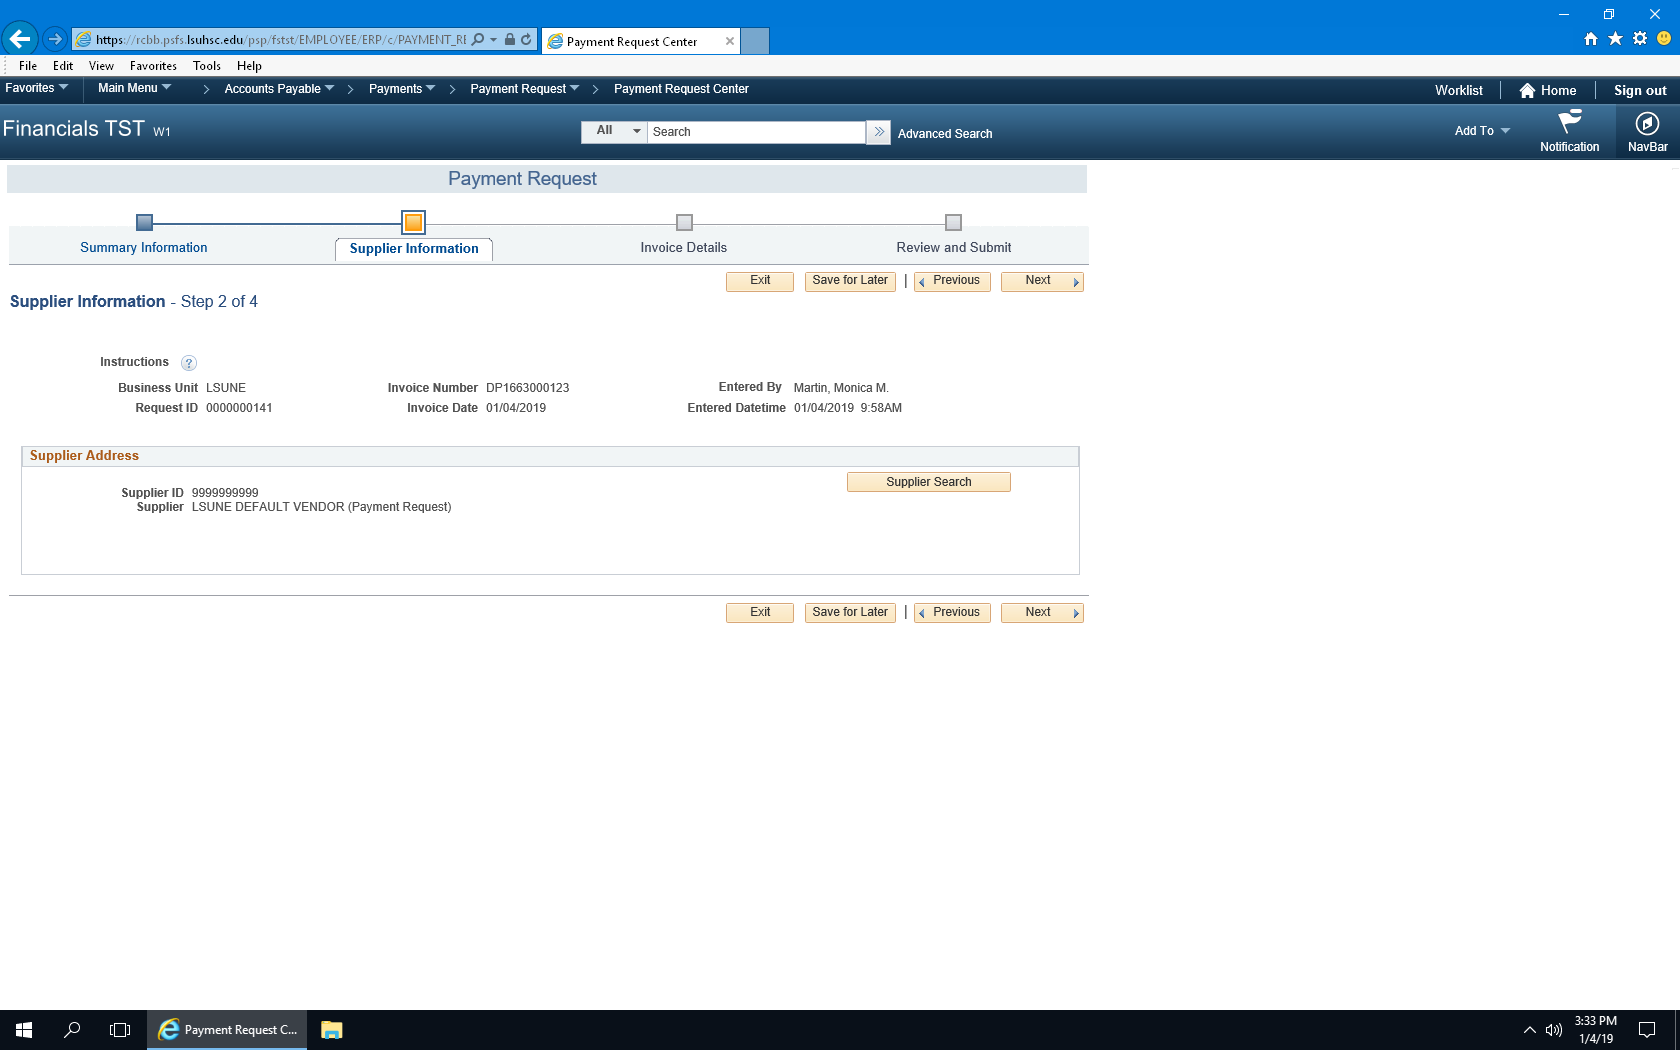 https://rcbb.psfs.lsuhsc.edu/psp/fstst/EMPLOYEE/ERP/c/PAYMENT_RE
Payment Request Center
File Edit View Favorites Tools Help
Favorites Main Menu > Accounts Payable > Payments > Payment Request > Payment Request Center
Worklist Home Sign out
Financials TST W1
All Search Advanced Search
Add To Notification NavBar
Payment Request
Summary Information Supplier Information Invoice Details Review and Submit
Exit Save for Later | Previous Next
Supplier Information - Step 2 of 4
Instructions ?
Business Unit LSUNE Invoice Number DP1663000123 Entered By Martin, Monica M.
Request ID 0000000141 Invoice Date 01/04/2019 Entered Datetime 01/04/2019 9:58AM
Supplier Address
Supplier Search
Supplier ID 9999999999
Supplier LSUNE DEFAULT VENDOR (Payment Request)
Exit Save for Later | Previous Next
Payment Request C...
3:33 PM
1/4/19